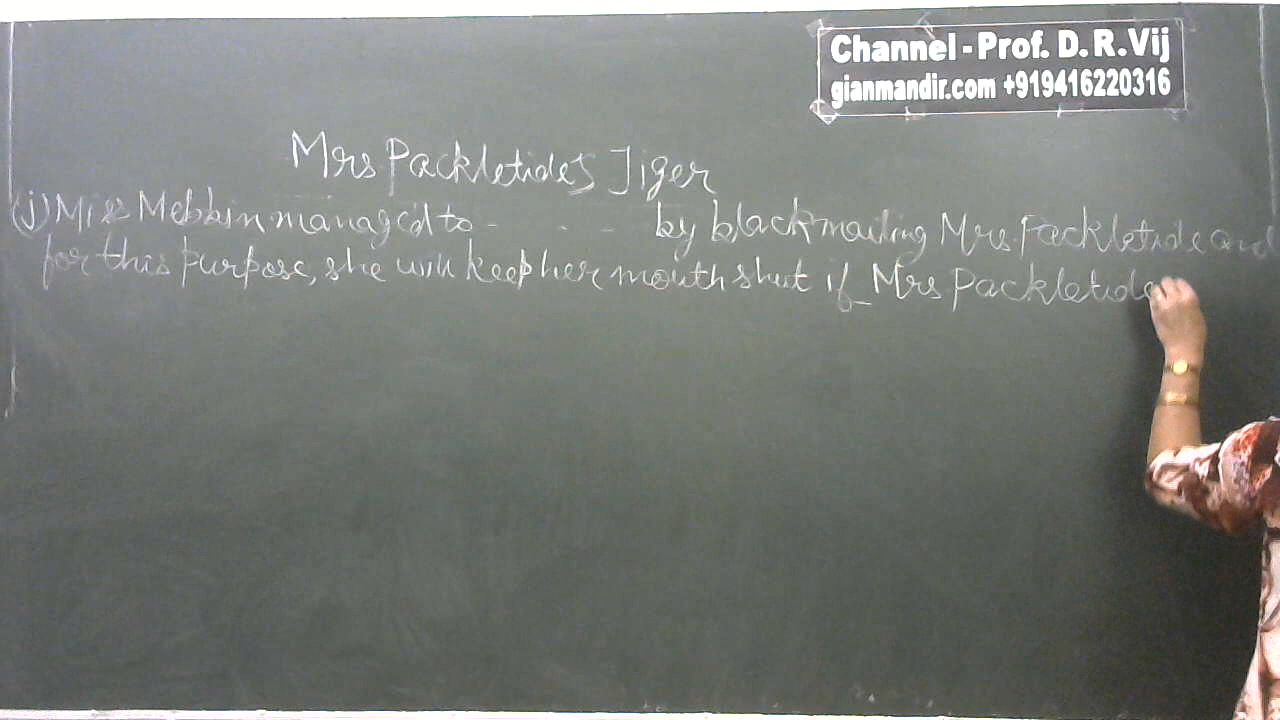 Channel - Prof. D. R. Vij
gianmandir.com +919416220316
Mrs Packletide's Tiger
(j) Miss Mebbin managed to - - - by blackmailing Mrs. Packletide and
for this purpose, she will keep her mouth shut if Mrs Packletide